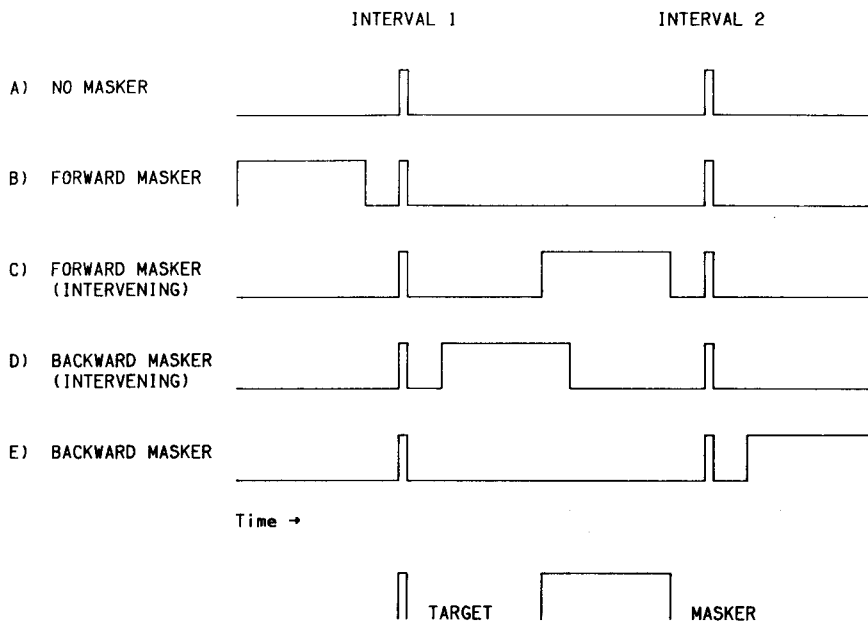 INTERVAL 1 INTERVAL 2
A) NO MASKER
B) FORWARD MASKER
C) FORWARD MASKER
(INTERVENING)
D) BACKWARD MASKER
(INTERVENING)
E) BACKWARD MASKER
Time →
TARGET MASKER